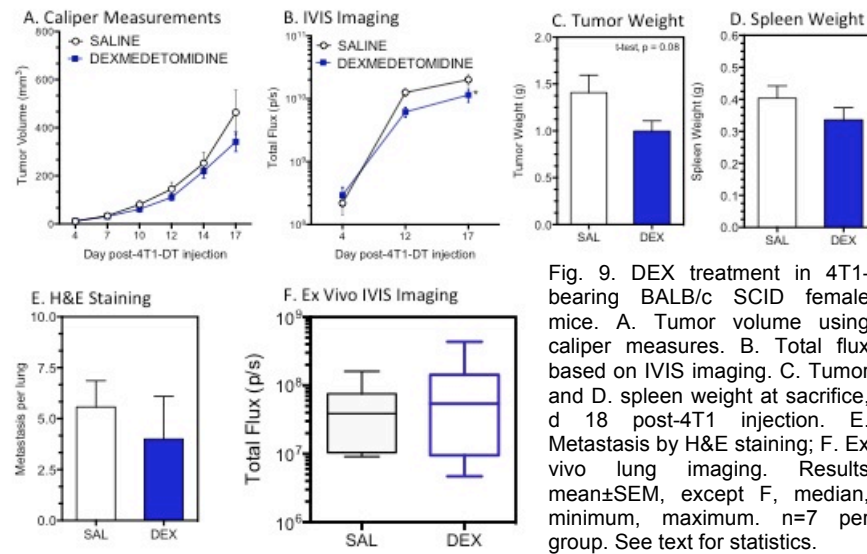 A. Caliper Measurements
800
600
400
200
0
Tumor Volume (mm³)
SALINE
DEXMEDETOMIDINE
4 7 10 12 14 17
Day post-4T1-DT injection
B. IVIS Imaging
10¹¹
10¹⁰
10⁹
10⁸
Total Flux (p/s)
SALINE
DEXMEDETOMIDINE
*
4 12 17
Day post-4T1-DT injection
C. Tumor Weight
2.0
1.5
1.0
0.5
0.0
Tumor Weight (g)
t-test, p = 0.08
SAL DEX
D. Spleen Weight
0.6
0.5
0.4
0.3
0.2
0.1
0.0
Spleen Weight (g)
SAL DEX
E. H&E Staining
10.0
7.5
5.0
2.5
0.0
Metastasis per lung
SAL DEX
F. Ex Vivo IVIS Imaging
10⁹
10⁸
10⁷
10⁶
Total Flux (p/s)
SAL DEX
Fig. 9. DEX treatment in 4T1-
bearing BALB/c SCID female
mice. A. Tumor volume using
caliper measures. B. Total flux
based on IVIS imaging. C. Tumor
and D. spleen weight at sacrifice,
d 18 post-4T1 injection. E.
Metastasis by H&E staining; F. Ex
vivo lung imaging. Results
mean±SEM, except F, median,
minimum, maximum. n=7 per
group. See text for statistics.